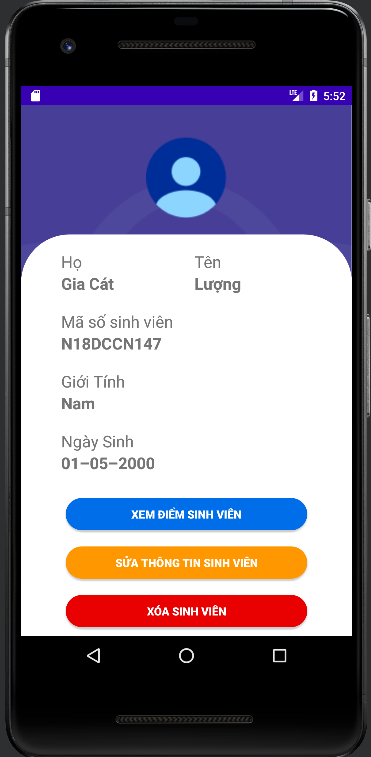 LTE 5:52
Họ Tên
Gia Cát Lượng
Mã số sinh viên
N18DCCN147
Giới Tính
Nam
Ngày Sinh
01–05–2000
XEM ĐIỂM SINH VIÊN
SỬA THÔNG TIN SINH VIÊN
XÓA SINH VIÊN